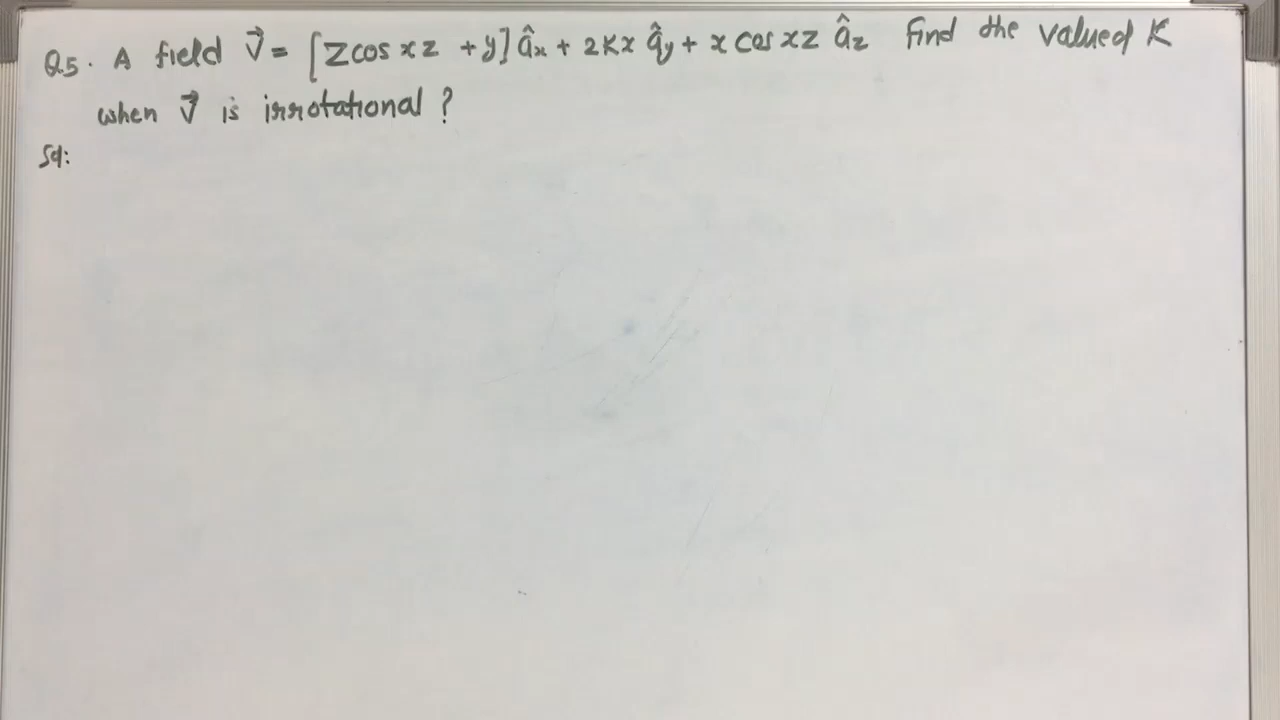 Q.5. A field V⃗ = [Z cos xz + y] âx + 2Kx ây + x cos xz âz Find the value of K
when V⃗ is irrotational ?
Sol: